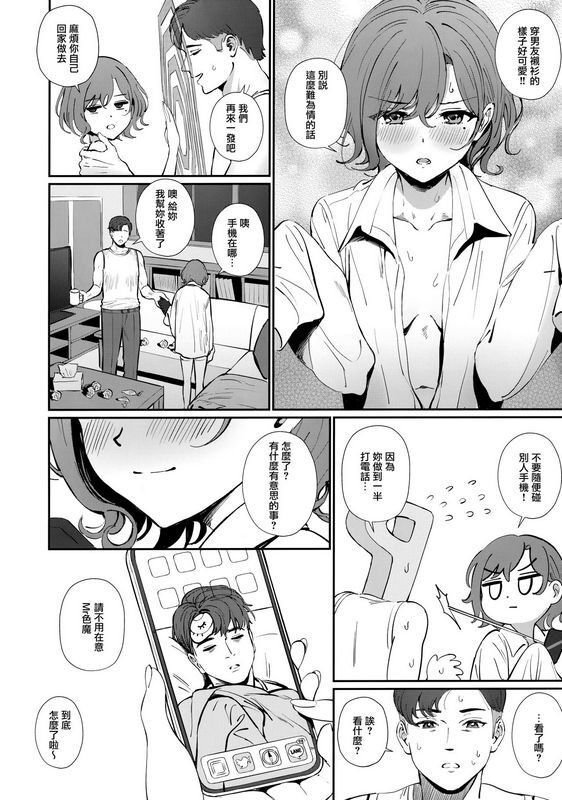 穿男友襯衫的
樣子好可愛!!
別說
這麼難為情的話
我們
再來一發吧
麻煩你自己
回家做去
咦
手機在哪…
噢給妳
我幫妳收著了
不要隨便碰
別人手機!
因為
妳做到一半
打電話…
…看了嗎?
誒?
看什麼?
怎麼了?
有什麼有意思的事?
請不用在意
Mr色魔
到底
怎麼了啦~
LANE